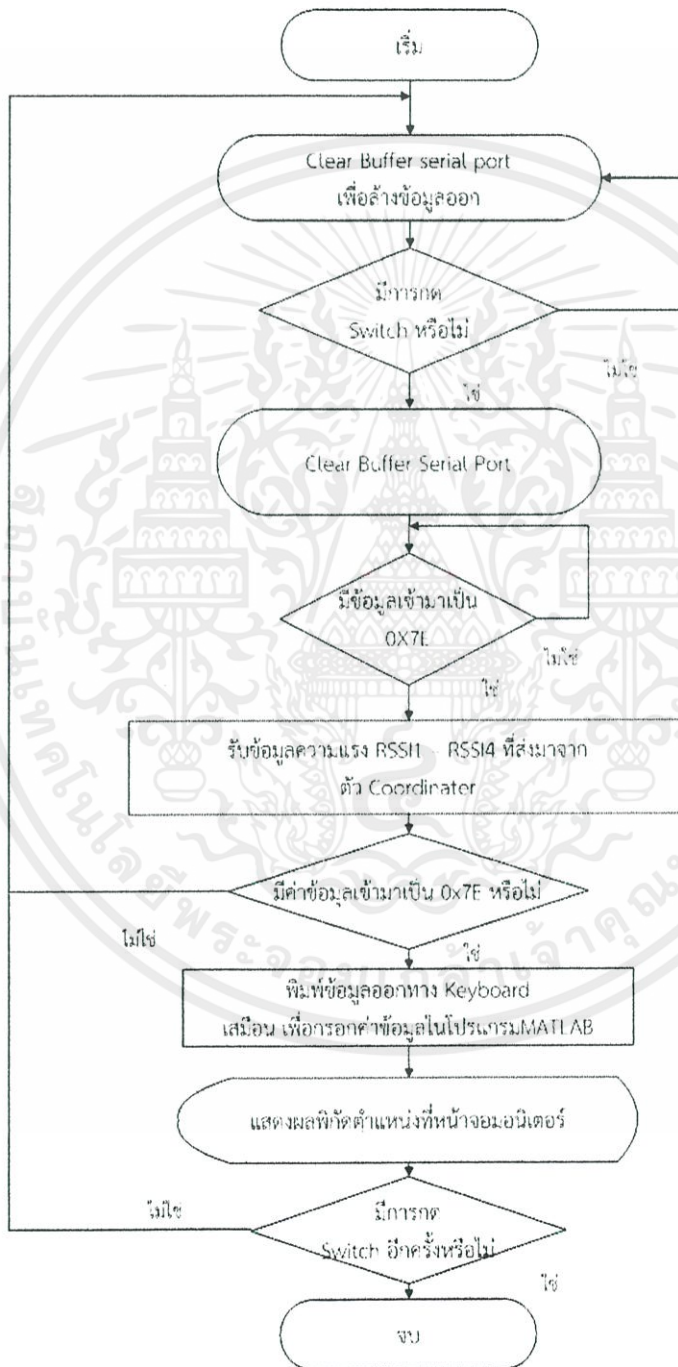 เริ่ม
Clear Buffer serial port
เพื่อล้างข้อมูลออก
มีการกด
Switch หรือไม่
ไม่ใช่
ใช่
Clear Buffer Serial Port
มีข้อมูลเข้ามาเป็น
0X7E
ไม่ใช่
ใช่
รับข้อมูลความแรง RSSI1 – RSSI4 ที่ส่งมาจาก
ตัว Coordinater
มีค่าข้อมูลเข้ามาเป็น 0x7E หรือไม่
ไม่ใช่
ใช่
พิมพ์ข้อมูลออกทาง Keyboard
เสมือน เพื่อกรอกค่าข้อมูลในโปรแกรมMATLAB
แสดงผลพิกัดตำแหน่งที่หน้าจอมอนิเตอร์
ไม่ใช่
มีการกด
Switch อีกครั้งหรือไม่
ใช่
จบ